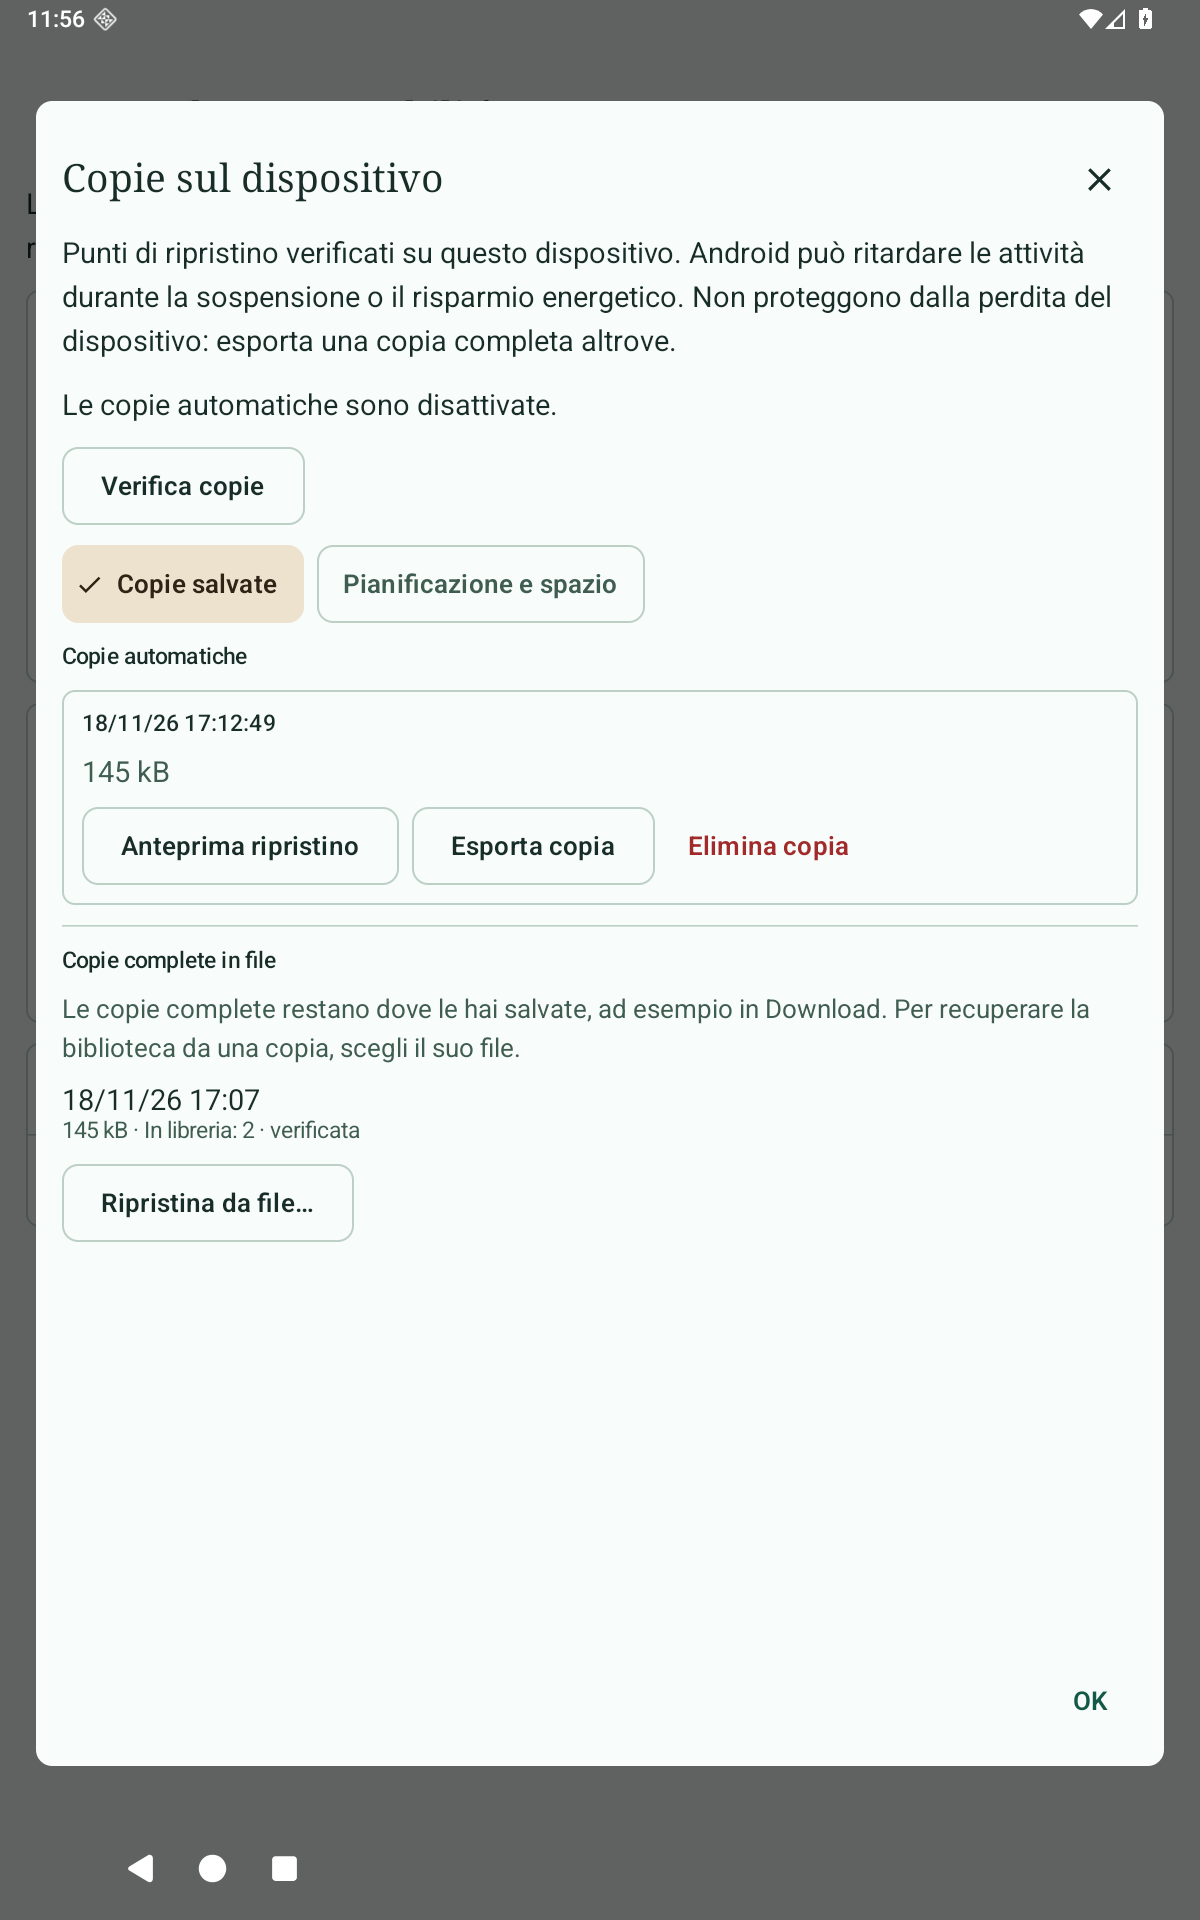 11:56
Copie sul dispositivo
Punti di ripristino verificati su questo dispositivo. Android può ritardare le attività
durante la sospensione o il risparmio energetico. Non proteggono dalla perdita del
dispositivo: esporta una copia completa altrove.
Le copie automatiche sono disattivate.
Verifica copie
Copie salvate
Pianificazione e spazio
Copie automatiche
18/11/26 17:12:49
145 kB
Anteprima ripristino
Esporta copia
Elimina copia
Copie complete in file
Le copie complete restano dove le hai salvate, ad esempio in Download. Per recuperare la
biblioteca da una copia, scegli il suo file.
18/11/26 17:07
145 kB · In libreria: 2 · verificata
Ripristina da file…
OK